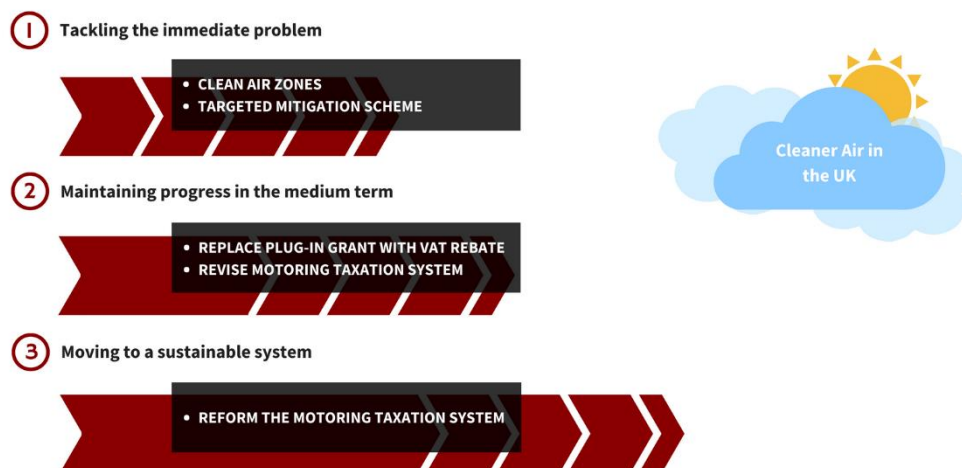 1 Tackling the immediate problem
• CLEAN AIR ZONES
• TARGETED MITIGATION SCHEME
Cleaner Air in
the UK
2 Maintaining progress in the medium term
• REPLACE PLUG-IN GRANT WITH VAT REBATE
• REVISE MOTORING TAXATION SYSTEM
3 Moving to a sustainable system
• REFORM THE MOTORING TAXATION SYSTEM